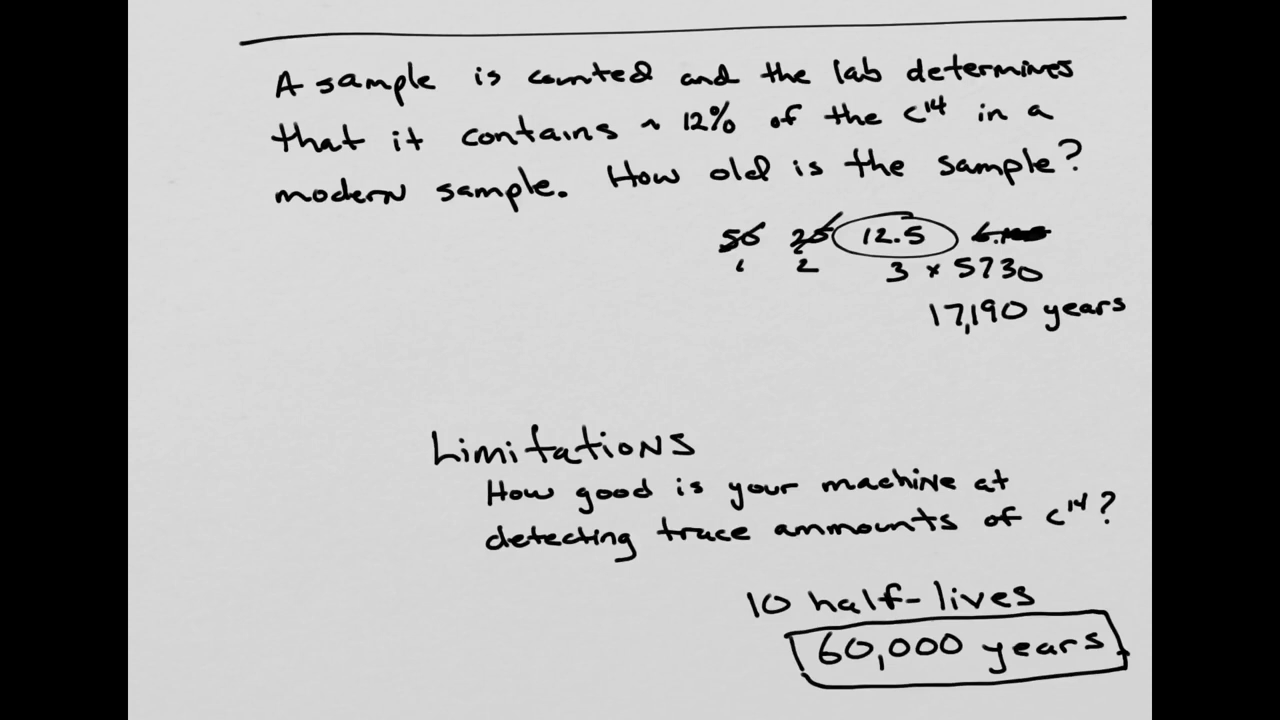 A sample is counted and the lab determines
that it contains ~ 12% of the C14 in a
modern sample. How old is the sample?
50 25 12.5
1 2 3 × 5730
17,190 years
Limitations
How good is your machine at
detecting trace ammounts of C14?
10 half-lives
60,000 years